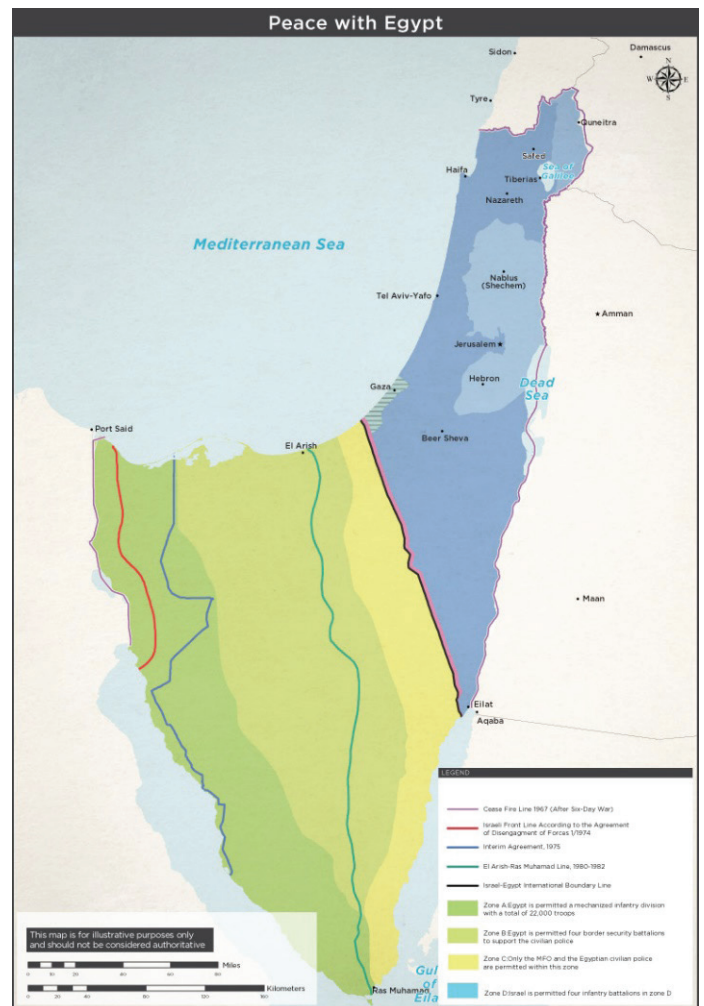 Peace with Egypt
Damascus
Sidon
N
W
E
S
Tyre
Quneitra
Safed
Sea of
Galilee
Haifa
Tiberias
Nazareth
Mediterranean Sea
Nablus
(Shechem)
Tel Aviv-Yafo
Amman
Jerusalem
Gaza
Hebron
Dead
Sea
Port Said
El Arish
Beer Sheva
Maan
Eilat
Aqaba
LEGEND
Cease Fire Line 1967 (After Six-Day War)
Israeli Front Line According to the Agreement
of Disengagment of Forces 1/1974
Interim Agreement, 1975
El Arish-Ras Muhamad Line, 1980-1982
Israel-Egypt International Boundary Line
Zone A:Egypt is permitted a mechanized infantry division
with a total of 22,000 troops
Zone B:Egypt is permitted four border security battalions
to support the civilian police
Zone C:Only the MFO and the Egyptian civilian police
are permitted within this zone
Zone D:Israel is permitted four infantry battalions in zone D
This map is for illustrative purposes only
and should not be considered authoritative
Miles
Kilometers
Gul
of
Eila
Ras Muhamad